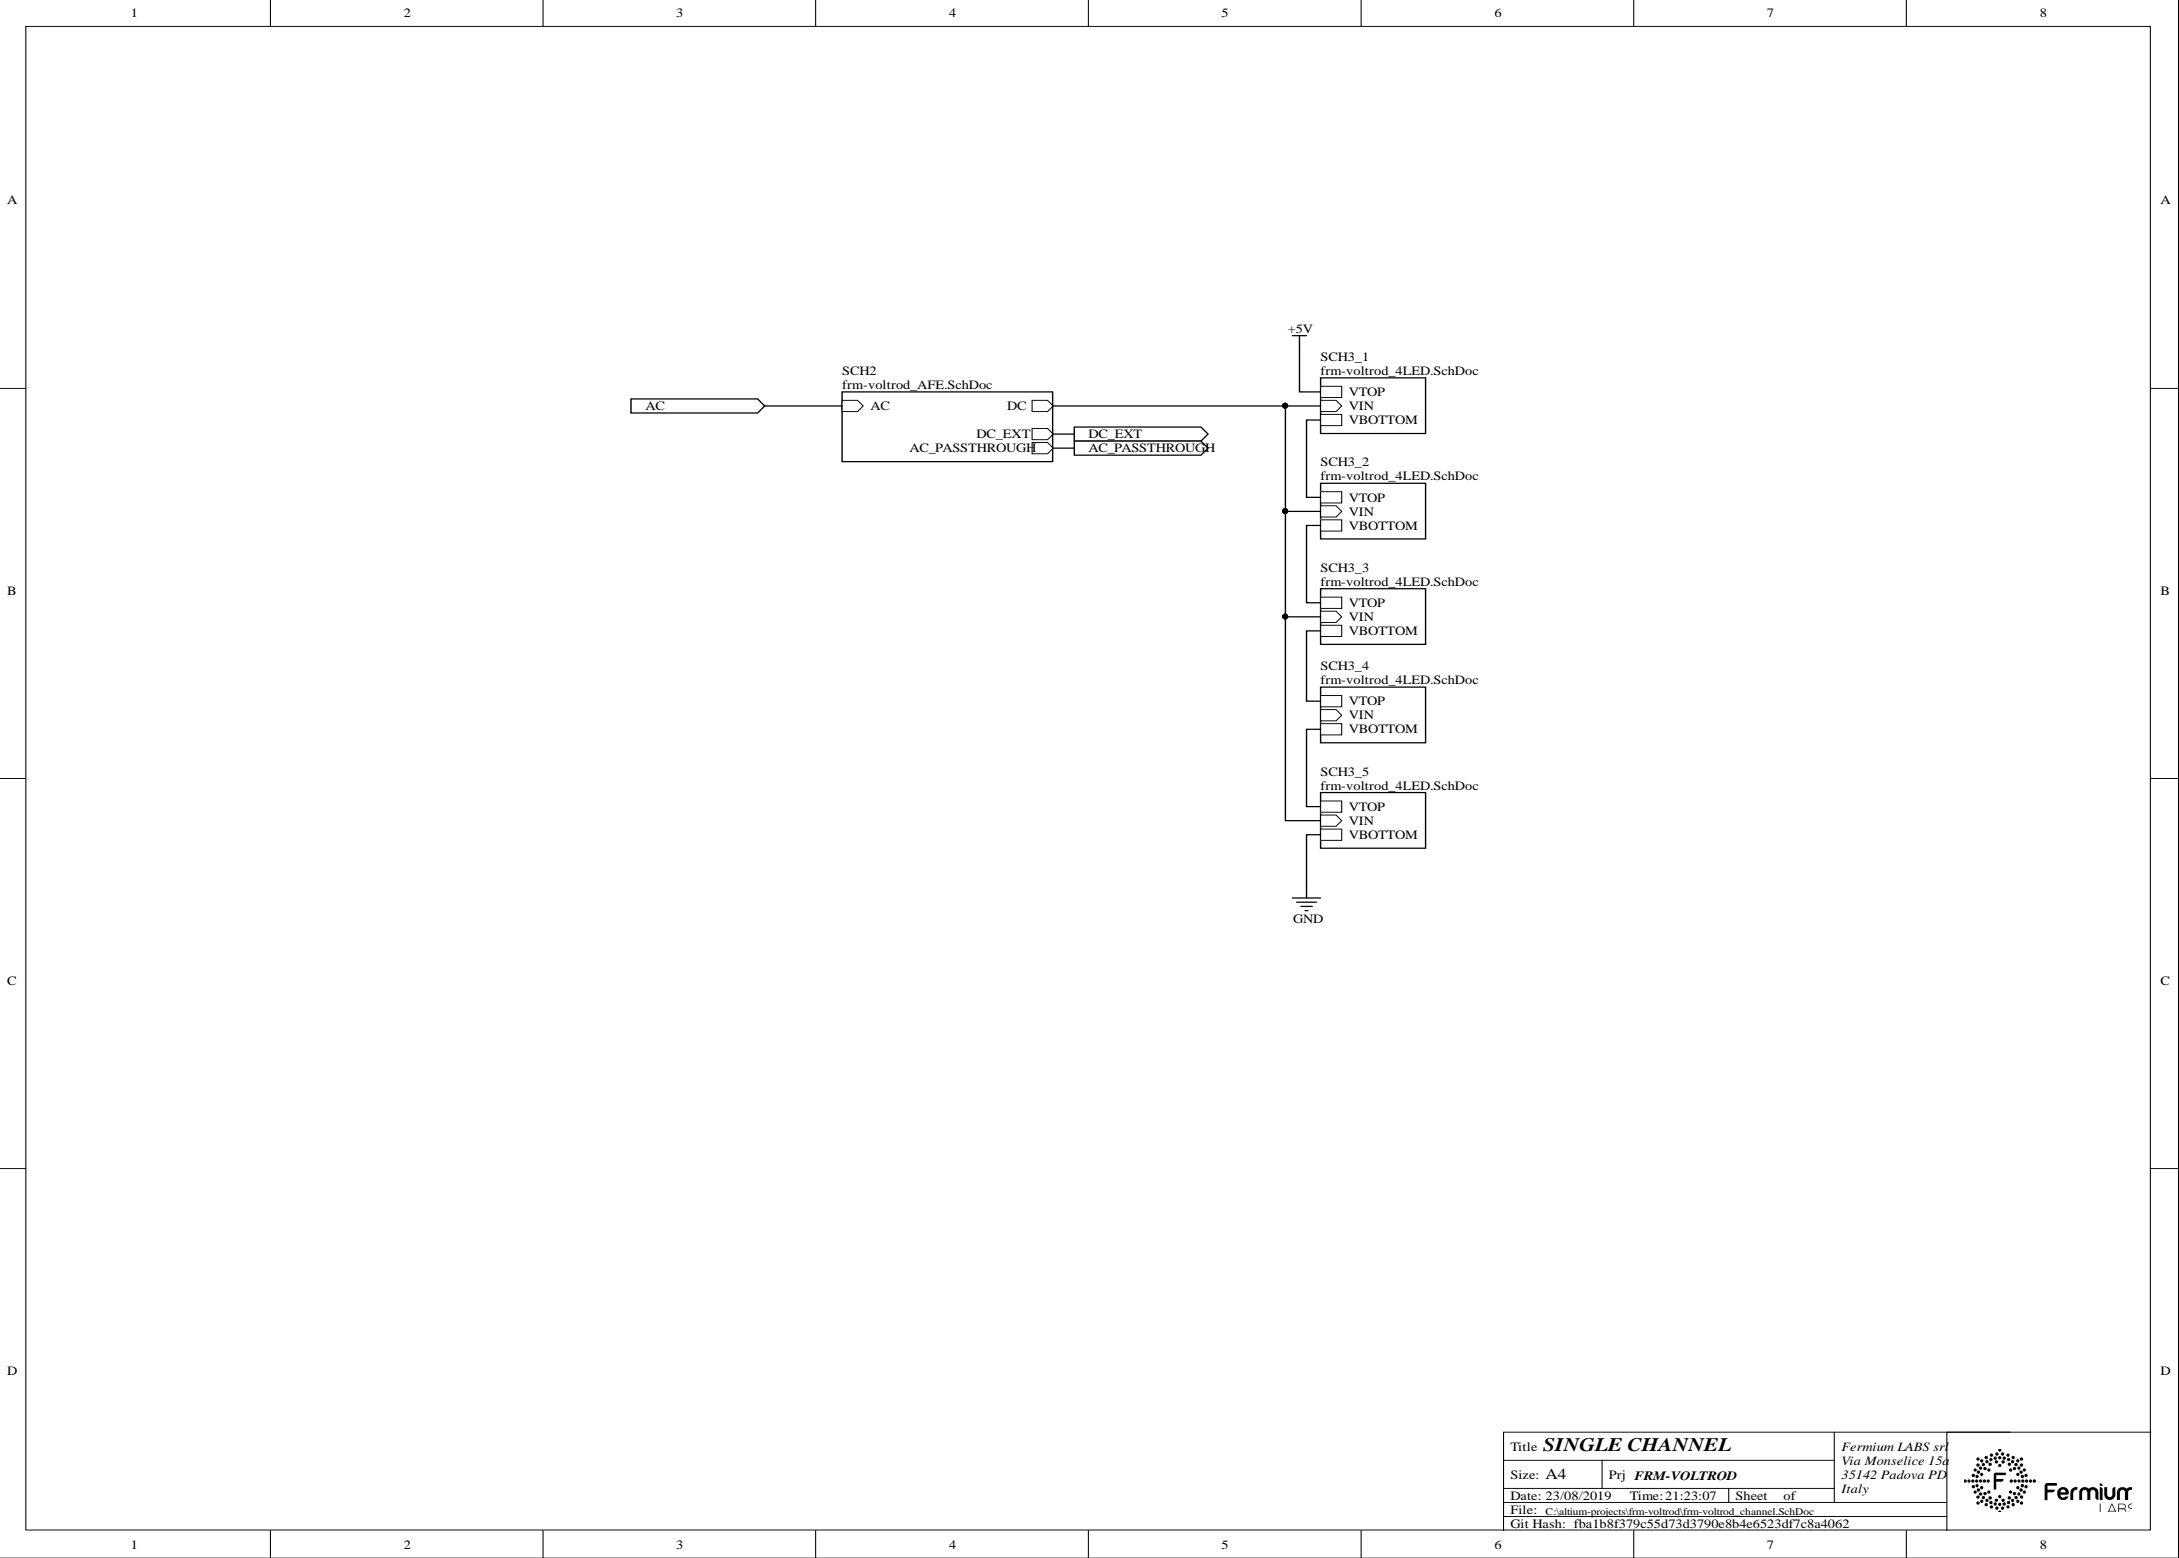 1 2 3 4 5 6 7 8
A A
+5V
SCH3_1
frm-voltrod_4LED.SchDoc
VTOP
VIN
VBOTTOM
SCH2
frm-voltrod_AFE.SchDoc
AC
AC
DC
DC_EXT
AC_PASSTHROUGH
DC_EXT
AC_PASSTHROUGH
SCH3_2
frm-voltrod_4LED.SchDoc
VTOP
VIN
VBOTTOM
B B
SCH3_3
frm-voltrod_4LED.SchDoc
VTOP
VIN
VBOTTOM
SCH3_4
frm-voltrod_4LED.SchDoc
VTOP
VIN
VBOTTOM
SCH3_5
frm-voltrod_4LED.SchDoc
VTOP
VIN
VBOTTOM
GND
C C
D D
Title SINGLE CHANNEL
Size: A4 Prj FRM-VOLTROD
Date: 23/08/2019 Time: 21:23:07 Sheet of
File: C:\altium-projects\frm-voltrod\frm-voltrod_channel.SchDoc
Git Hash: fba1b8f379c55d73d3790e8b4e6523df7c8a4062
Fermium LABS srl
Via Monselice 15a
35142 Padova PD
Italy
F
Fermium
LABS
1 2 3 4 5 6 7 8